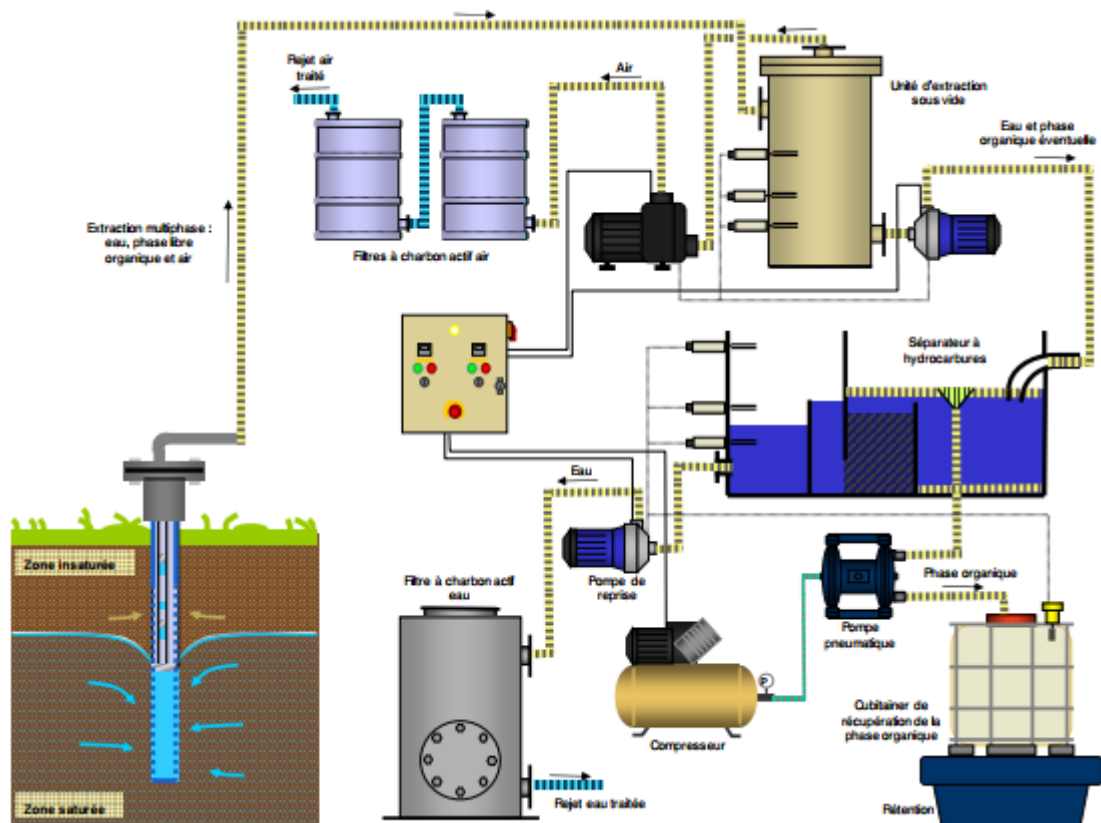 Rejet air
traité
Air
Unité d'extraction
sous vide
Eau et phase
organique éventuelle
Extraction multiphase :
eau, phase libre
organique et air
Filtres à charbon actif air
Séparateur à
hydrocarbures
Eau
Zone insaturée
Filtre à charbon actif
eau
Pompe de
reprise
Phase organique
Pompe
pneumatique
P
Cubitainer de
récupération de la
phase organique
Compresseur
Zone saturée
Rejet eau traitée
Rétention